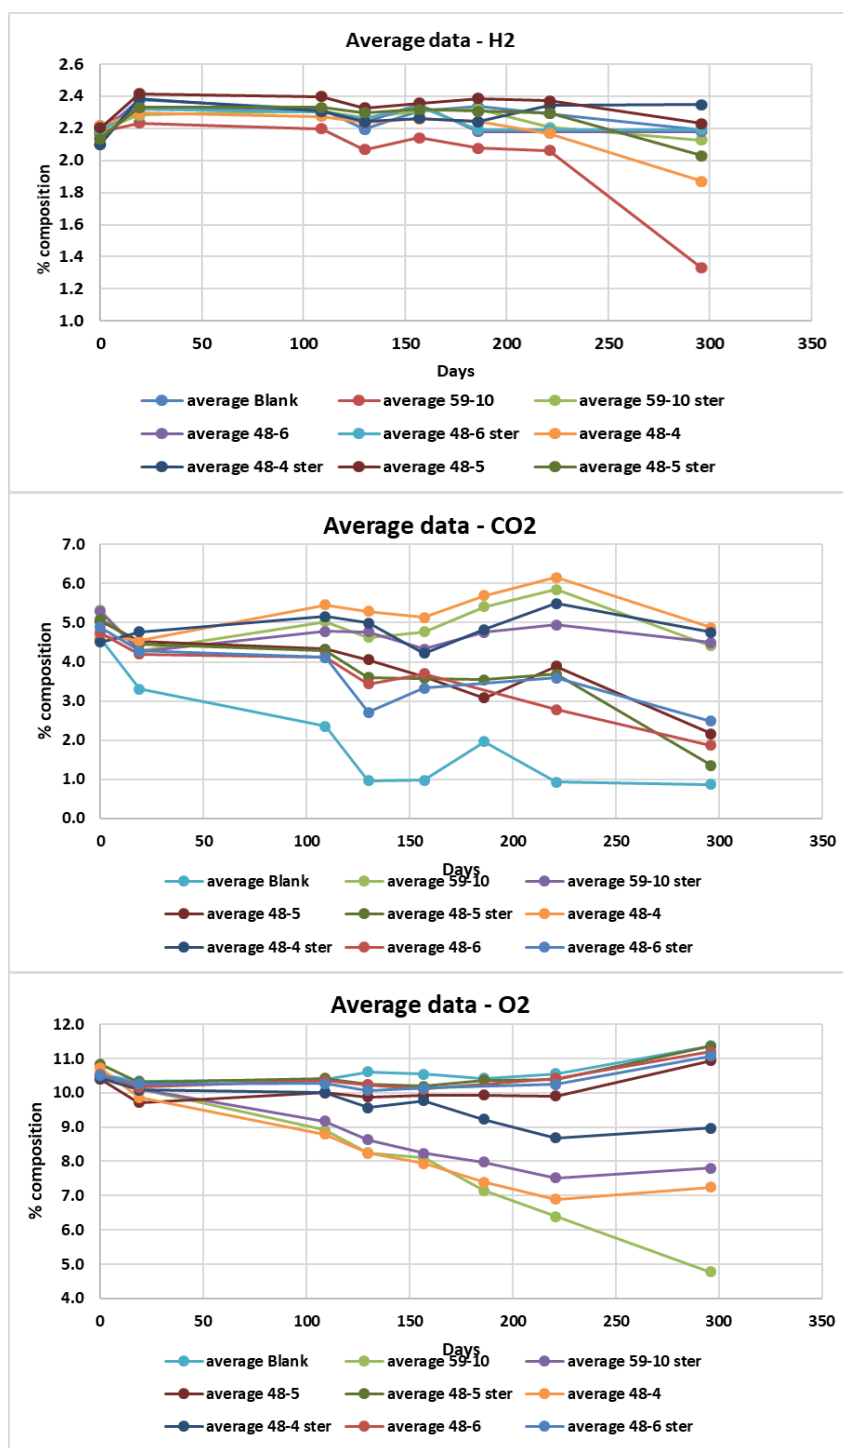 Average data - H2
2.6
2.4
2.2
2.0
1.8
1.6
1.4
1.2
1.0
% composition
0 50 100 150 200 250 300 350
Days
average Blank average 59-10 average 59-10 ster
average 48-6 average 48-6 ster average 48-4
average 48-4 ster average 48-5 average 48-5 ster
Average data - CO2
7.0
6.0
5.0
4.0
3.0
2.0
1.0
0.0
% composition
0 50 100 150 200 250 300 350
Days
average Blank average 59-10 average 59-10 ster
average 48-5 average 48-5 ster average 48-4
average 48-4 ster average 48-6 average 48-6 ster
Average data - O2
12.0
11.0
10.0
9.0
8.0
7.0
6.0
5.0
4.0
% composition
0 50 100 150 200 250 300 350
Days
average Blank average 59-10 average 59-10 ster
average 48-5 average 48-5 ster average 48-4
average 48-4 ster average 48-6 average 48-6 ster